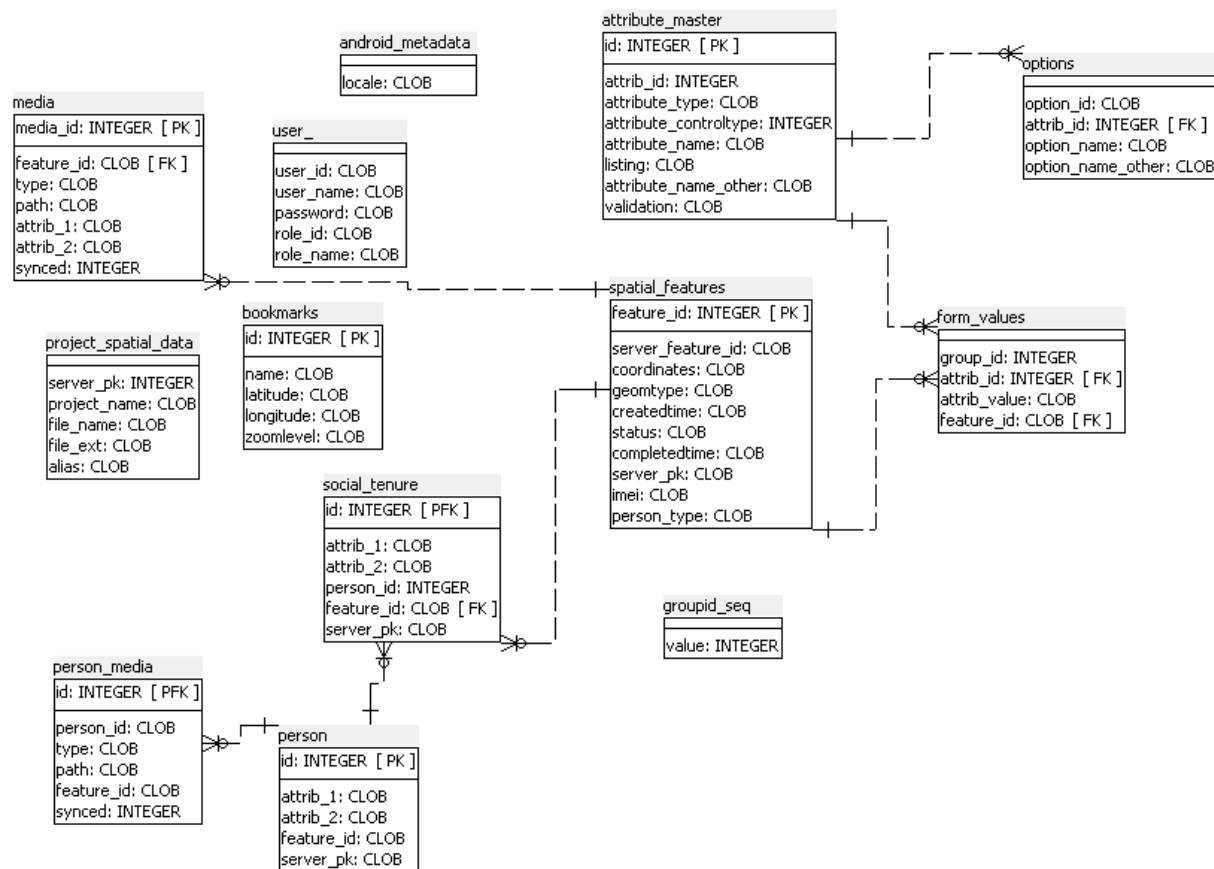 attribute_master
id: INTEGER [ PK ]
attrib_id: INTEGER
attribute_type: CLOB
attribute_controltype: INTEGER
attribute_name: CLOB
listing: CLOB
attribute_name_other: CLOB
validation: CLOB
android_metadata
locale: CLOB
options
option_id: CLOB
attrib_id: INTEGER [ FK ]
option_name: CLOB
option_name_other: CLOB
media
media_id: INTEGER [ PK ]
feature_id: CLOB [ FK ]
type: CLOB
path: CLOB
attrib_1: CLOB
attrib_2: CLOB
synced: INTEGER
user_
user_id: CLOB
user_name: CLOB
password: CLOB
role_id: CLOB
role_name: CLOB
spatial_features
feature_id: INTEGER [ PK ]
server_feature_id: CLOB
coordinates: CLOB
geomtype: CLOB
createdtime: CLOB
status: CLOB
completedtime: CLOB
server_pk: CLOB
imei: CLOB
person_type: CLOB
bookmarks
id: INTEGER [ PK ]
name: CLOB
latitude: CLOB
longitude: CLOB
zoomlevel: CLOB
form_values
group_id: INTEGER
attrib_id: INTEGER [ FK ]
attrib_value: CLOB
feature_id: CLOB [ FK ]
project_spatial_data
server_pk: INTEGER
project_name: CLOB
file_name: CLOB
file_ext: CLOB
alias: CLOB
social_tenure
id: INTEGER [ PFK ]
attrib_1: CLOB
attrib_2: CLOB
person_id: INTEGER
feature_id: CLOB [ FK ]
server_pk: CLOB
groupid_seq
value: INTEGER
person_media
id: INTEGER [ PFK ]
person_id: CLOB
type: CLOB
path: CLOB
feature_id: CLOB
synced: INTEGER
person
id: INTEGER [ PK ]
attrib_1: CLOB
attrib_2: CLOB
feature_id: CLOB
server_pk: CLOB